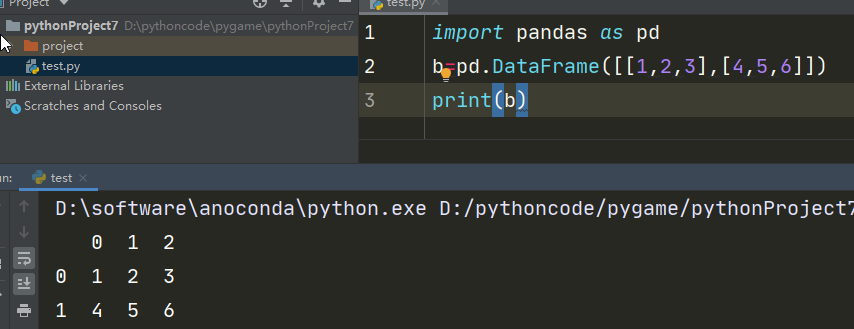 Project
pythonProject7 D:\pythoncode\pygame\pythonProject7
project
test.py
External Libraries
Scratches and Consoles
test.py
1 import pandas as pd
2 b=pd.DataFrame([[1,2,3],[4,5,6]])
3 print(b)
test
D:\software\anoconda\python.exe D:/pythoncode/pygame/pythonProject7
0 1 2
0 1 2 3
1 4 5 6